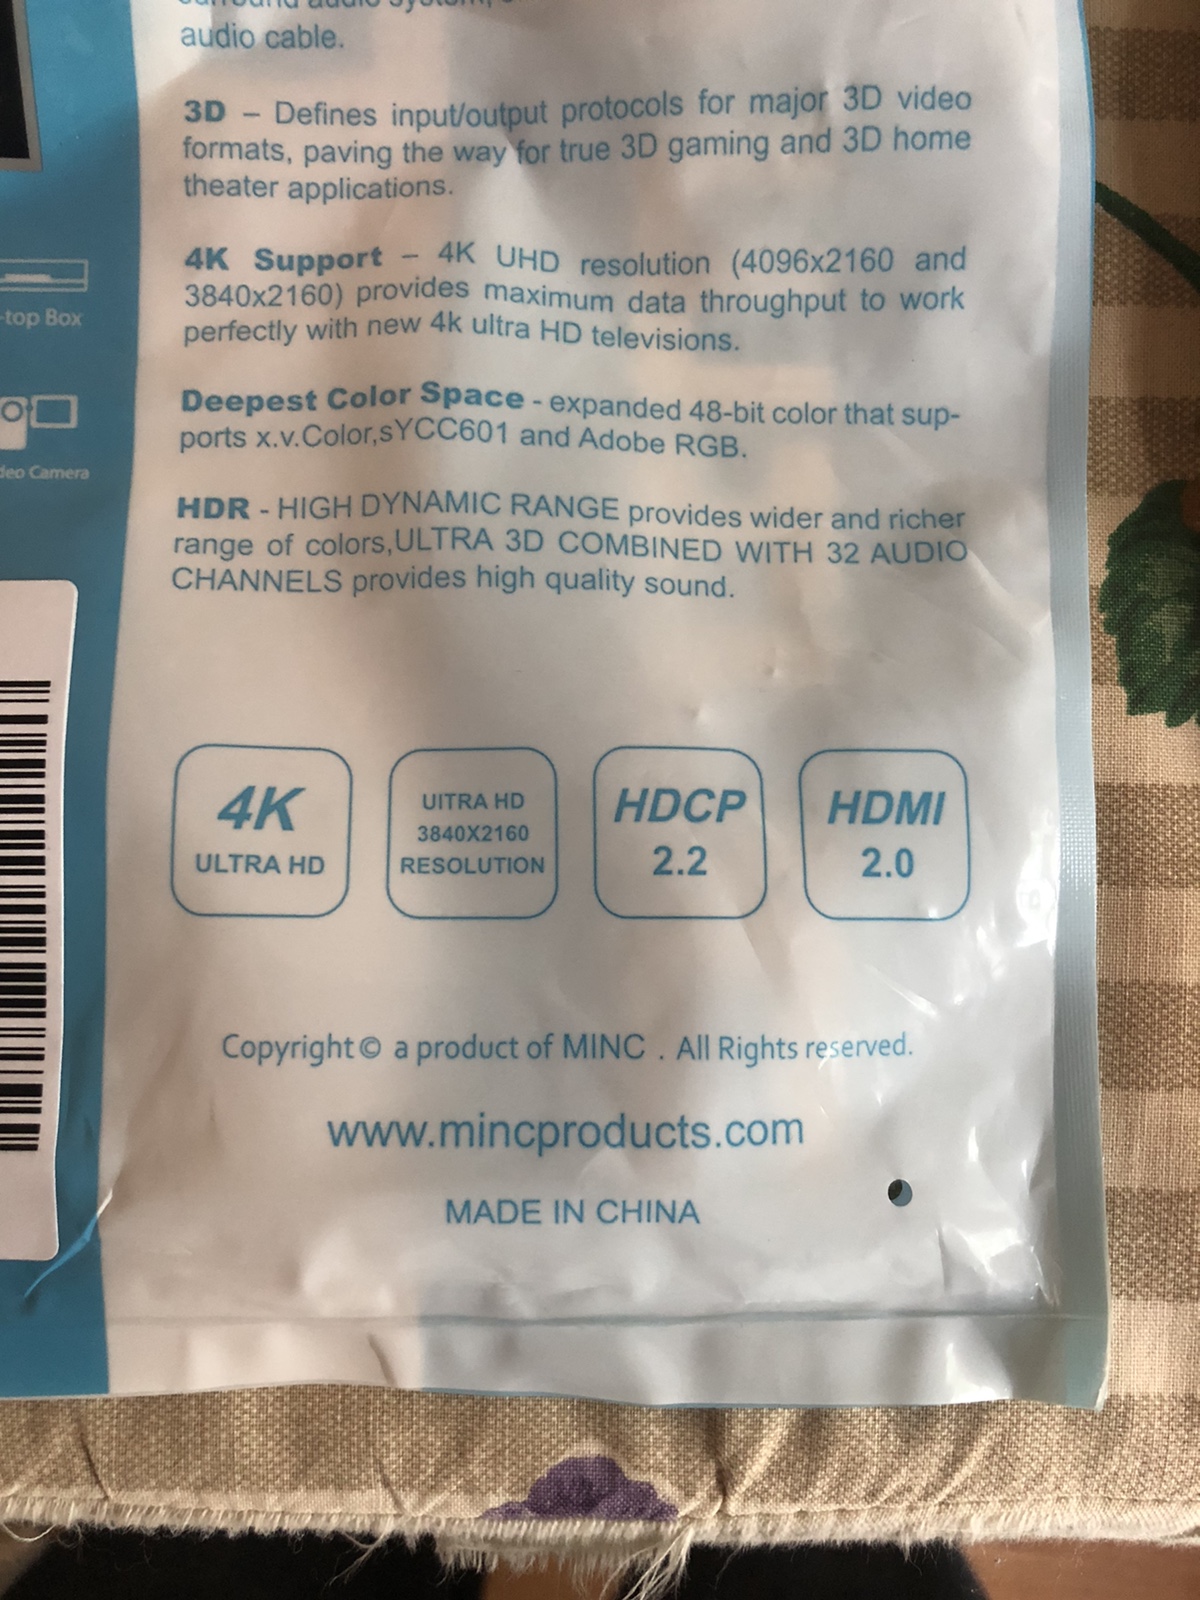 audio cable.
3D – Defines input/output protocols for major 3D video
formats, paving the way for true 3D gaming and 3D home
theater applications.
4K Support – 4K UHD resolution (4096x2160 and
3840x2160) provides maximum data throughput to work
perfectly with new 4k ultra HD televisions.
Deepest Color Space - expanded 48-bit color that sup-
ports x.v.Color,sYCC601 and Adobe RGB.
HDR - HIGH DYNAMIC RANGE provides wider and richer
range of colors,ULTRA 3D COMBINED WITH 32 AUDIO
CHANNELS provides high quality sound.
-top Box
deo Camera
4K
ULTRA HD
UITRA HD
3840X2160
RESOLUTION
HDCP
2.2
HDMI
2.0
Copyright© a product of MINC . All Rights reserved.
www.mincproducts.com
MADE IN CHINA